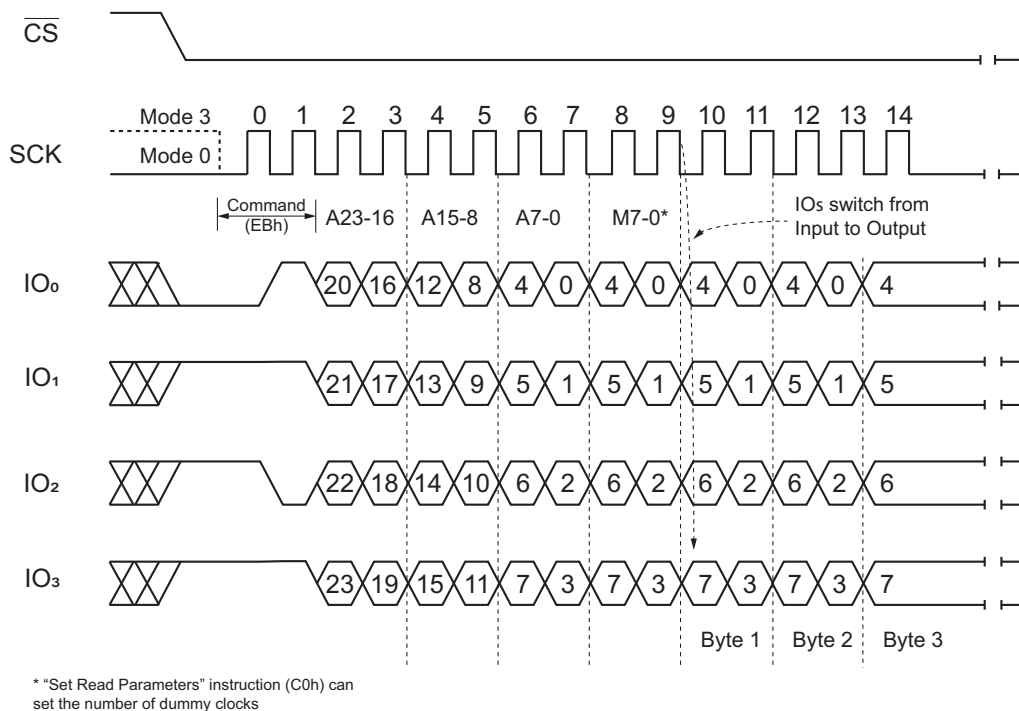 CS
Mode 3
Mode 0
SCK
0 1 2 3 4 5 6 7 8 9 10 11 12 13 14
Command
(EBh)
A23-16 A15-8 A7-0 M7-0*
IOs switch from
Input to Output
IO₀ 20 16 12 8 4 0 4 0 4 0 4 0 4
IO₁ 21 17 13 9 5 1 5 1 5 1 5 1 5
IO₂ 22 18 14 10 6 2 6 2 6 2 6 2 6
IO₃ 23 19 15 11 7 3 7 3 7 3 7 3 7
Byte 1 Byte 2 Byte 3
* “Set Read Parameters” instruction (C0h) can
set the number of dummy clocks